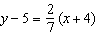 y − 5 = 2/7 (x + 4)